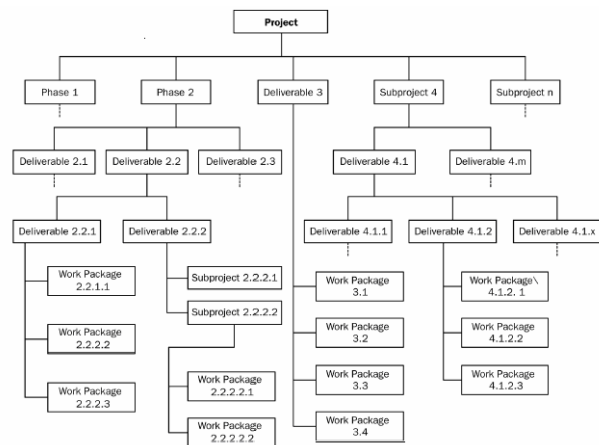 Project
Phase 1
Phase 2
Deliverable 3
Subproject 4
Subproject n
Deliverable 2.1
Deliverable 2.2
Deliverable 2.3
Deliverable 4.1
Deliverable 4.m
Deliverable 2.2.1
Deliverable 2.2.2
Deliverable 4.1.1
Deliverable 4.1.2
Deliverable 4.1.x
Work Package
2.2.1.1
Work Package
2.2.2.2
Work Package
2.2.2.3
Subproject 2.2.2.1
Subproject 2.2.2.2
Work Package
2.2.2.2.1
Work Package
2.2.2.2.2
Work Package
3.1
Work Package
3.2
Work Package
3.3
Work Package
3.4
Work Package\
4.1.2. 1
Work Package
4.1.2.2
Work Package
4.1.2.3